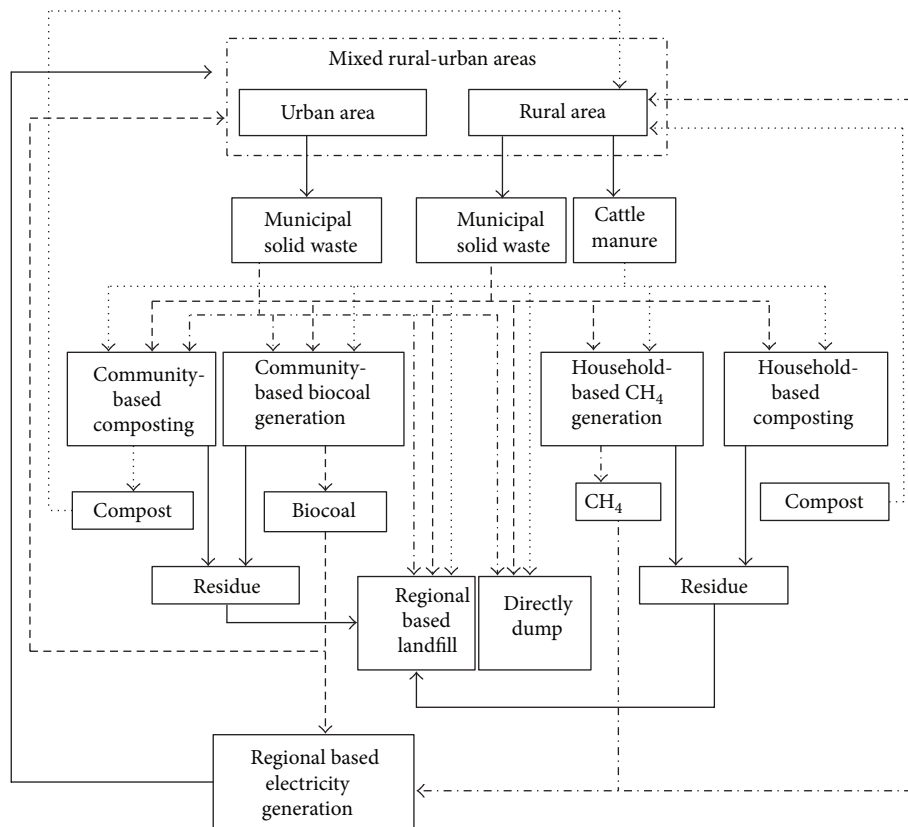 Mixed rural-urban areas
Urban area
Rural area
Municipal
solid waste
Municipal
solid waste
Cattle
manure
Community-
based
composting
Community-
based biocoal
generation
Household-
based CH₄
generation
Household-
based
composting
Compost
Biocoal
CH₄
Compost
Residue
Regional
based
landfill
Directly
dump
Residue
Regional based
electricity
generation